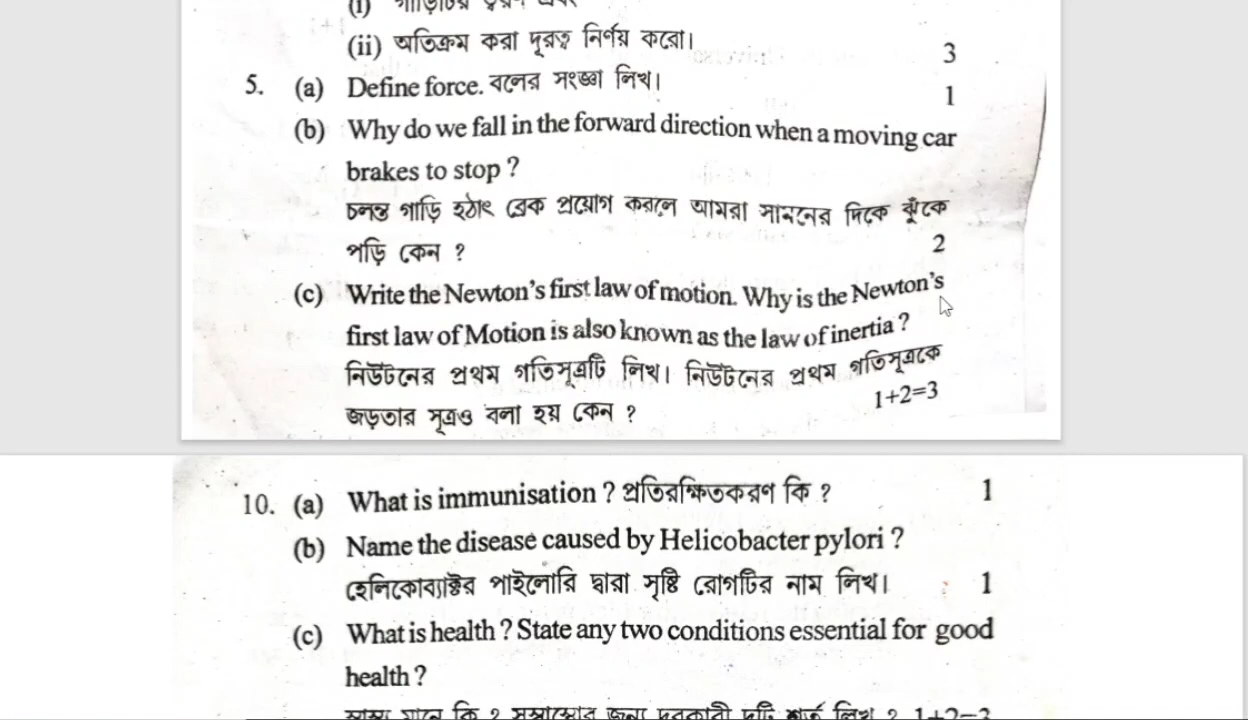 (i)
(ii) অতিক্রম করা দূরত্ব নির্ণয় করো।
3
5. (a) Define force. বলের সংজ্ঞা লিখ।
1
(b) Why do we fall in the forward direction when a moving car
brakes to stop ?
চলন্ত গাড়ি হঠাৎ ব্রেক প্রয়োগ করলে আমরা সামনের দিকে ঝুঁকে
পড়ি কেন ?
2
(c) Write the Newton's first law of motion. Why is the Newton's
first law of Motion is also known as the law of inertia ?
নিউটনের প্রথম গতিসূত্রটি লিখ। নিউটনের প্রথম গতিসূত্রকে
জড়তার সূত্রও বলা হয় কেন ?
1+2=3
10. (a) What is immunisation ? প্রতিরক্ষিতকরণ কি ? 1
(b) Name the disease caused by Helicobacter pylori ?
হেলিকোব্যাক্টর পাইলোরি দ্বারা সৃষ্টি রোগটির নাম লিখ। 1
(c) What is health ? State any two conditions essential for good
health ?